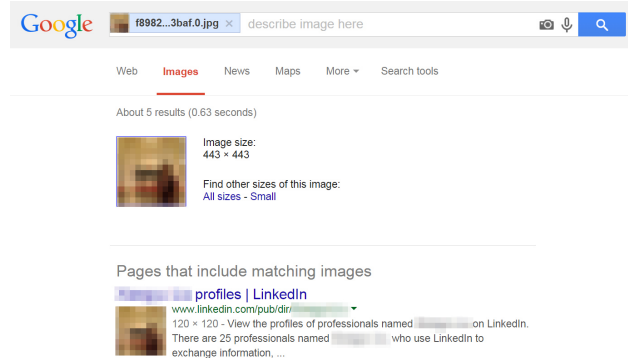 Google f8982...3baf.0.jpg × describe image here
Web Images News Maps More Search tools
About 5 results (0.63 seconds)
Image size:
443 × 443
Find other sizes of this image:
All sizes - Small
Pages that include matching images
profiles | LinkedIn
www.linkedin.com/pub/dir/
120 × 120 - View the profiles of professionals named on LinkedIn.
There are 25 professionals named who use LinkedIn to
exchange information, ...